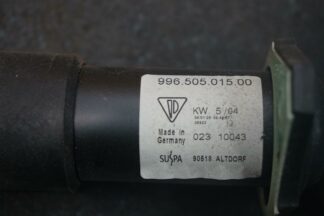 996.505.015.00
KW 5/04
Made in
Germany
023 10043
SUSPA
90518 ALTDORF